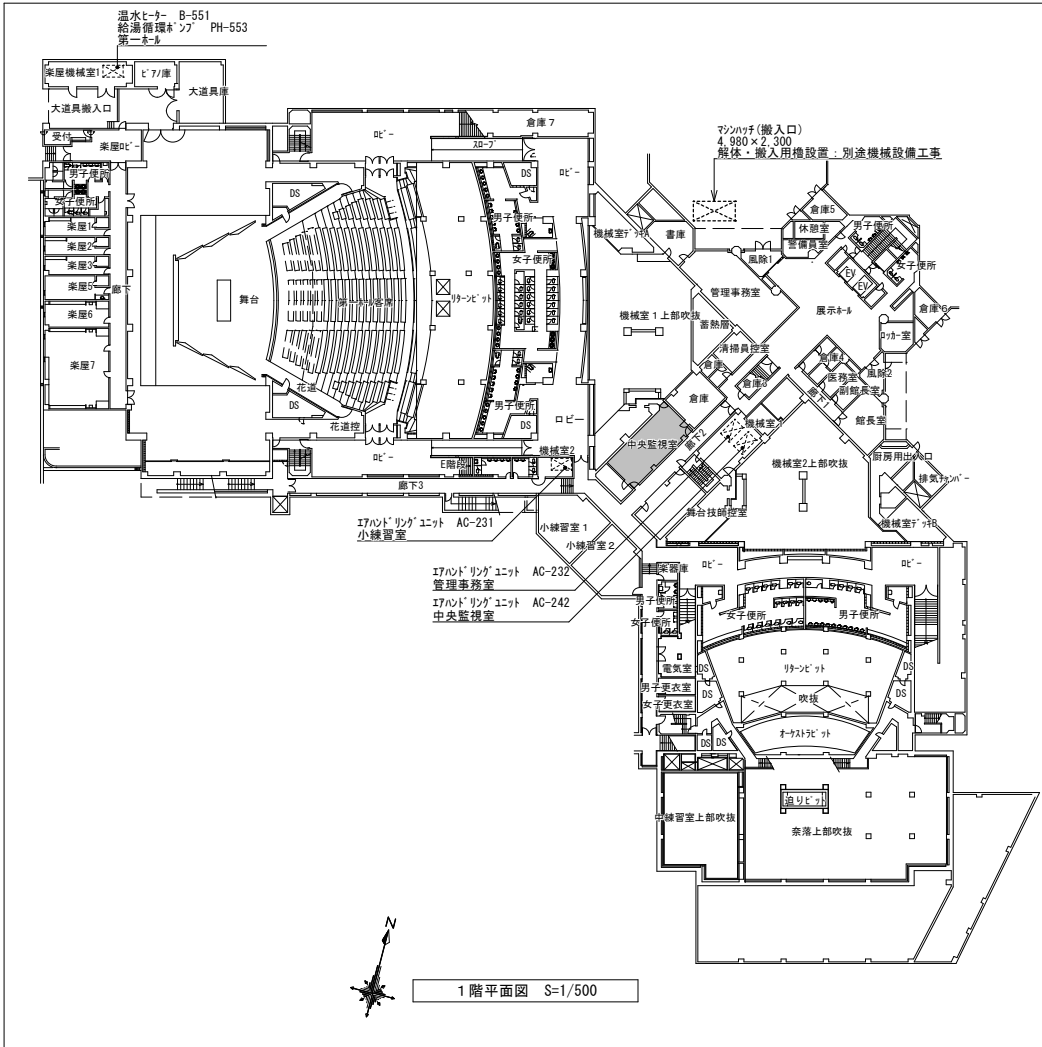 温水ヒーター B-551
給湯循環ポンプ PH-553
第一ホール
楽屋機械室1
ピアノ庫
大道具庫
大道具搬入口
受付
楽屋ロビー
ロビー
倉庫7
スロープ
ロビー
マシンハッチ(搬入口)
4,980×2,300
解体・搬入用櫓設置：別途機械設備工事
男子便所
女子便所
楽屋1
楽屋2
楽屋3
楽屋5
楽屋6
楽屋7
廊下
DS
舞台
第一ホール客席
リターンピット
男子便所
女子便所
男子便所
DS
DS
DS
花道
花道控
ロビー
ロビー
E階段
機械室2
廊下3
機械室デッキA
書庫
風除1
倉庫5
休憩室
警備員室
男子便所
女子便所
EV
EV
管理事務室
展示ホール
倉庫6
ロッカー室
機械室1上部吹抜
蓄熱層
清掃員控室
倉庫
倉庫3
倉庫4
医務室
副館長室
風除2
廊下1
館長室
倉庫
中央監視室
廊下2
機械室2上部吹抜
厨房用出入口
排気チャンバー
機械室デッキB
舞台技師控室
エアハンドリングユニット AC-231
小練習室
小練習室1
小練習室2
エアハンドリングユニット AC-232
管理事務室
エアハンドリングユニット AC-242
中央監視室
楽器庫
ロビー
ロビー
男子便所
女子便所
女子便所
男子便所
電気室
男子更衣室
女子更衣室
DS
DS
DS
DS
DS
DS
リターンピット
吹抜
オーケストラピット
迫りピット
中練習室上部吹抜
奈落上部吹抜
N
1階平面図 S=1/500